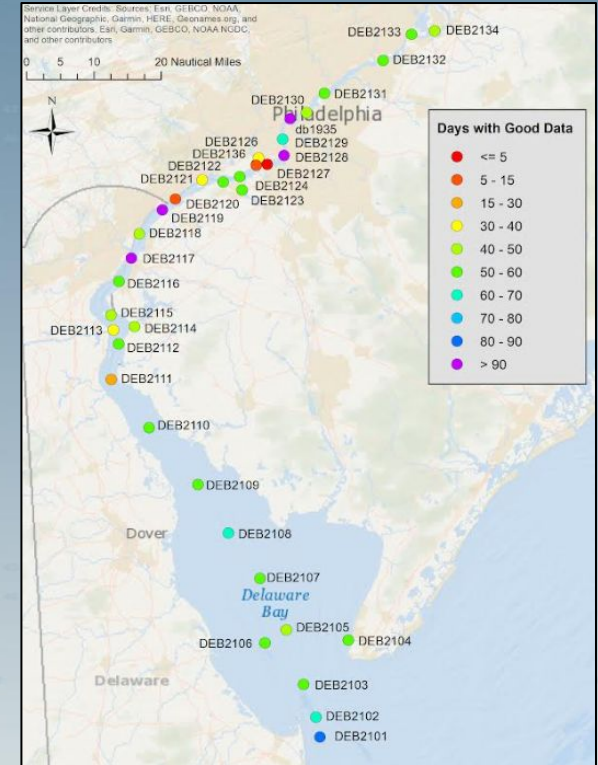 Service Layer Credits: Sources: Esri, GEBCO, NOAA,
National Geographic, Garmin, HERE, Geonames.org, and
other contributors, Esri, Garmin, GEBCO, NOAA NGDC,
and other contributors
0 5 10 20 Nautical Miles
N
DEB2133
DEB2134
DEB2132
DEB2131
DEB2130
Philadelphia
db1935
DEB2129
DEB2126
DEB2128
DEB2136
DEB2122
DEB2127
DEB2121
DEB2124
DEB2123
DEB2120
DEB2119
DEB2118
DEB2117
DEB2116
DEB2115
DEB2113
DEB2114
DEB2112
DEB2111
DEB2110
DEB2109
Dover
DEB2108
DEB2107
Delaware
Bay
DEB2105
DEB2106
DEB2104
Delaware
DEB2103
DEB2102
DEB2101
Days with Good Data
<= 5
5 - 15
15 - 30
30 - 40
40 - 50
50 - 60
60 - 70
70 - 80
80 - 90
> 90